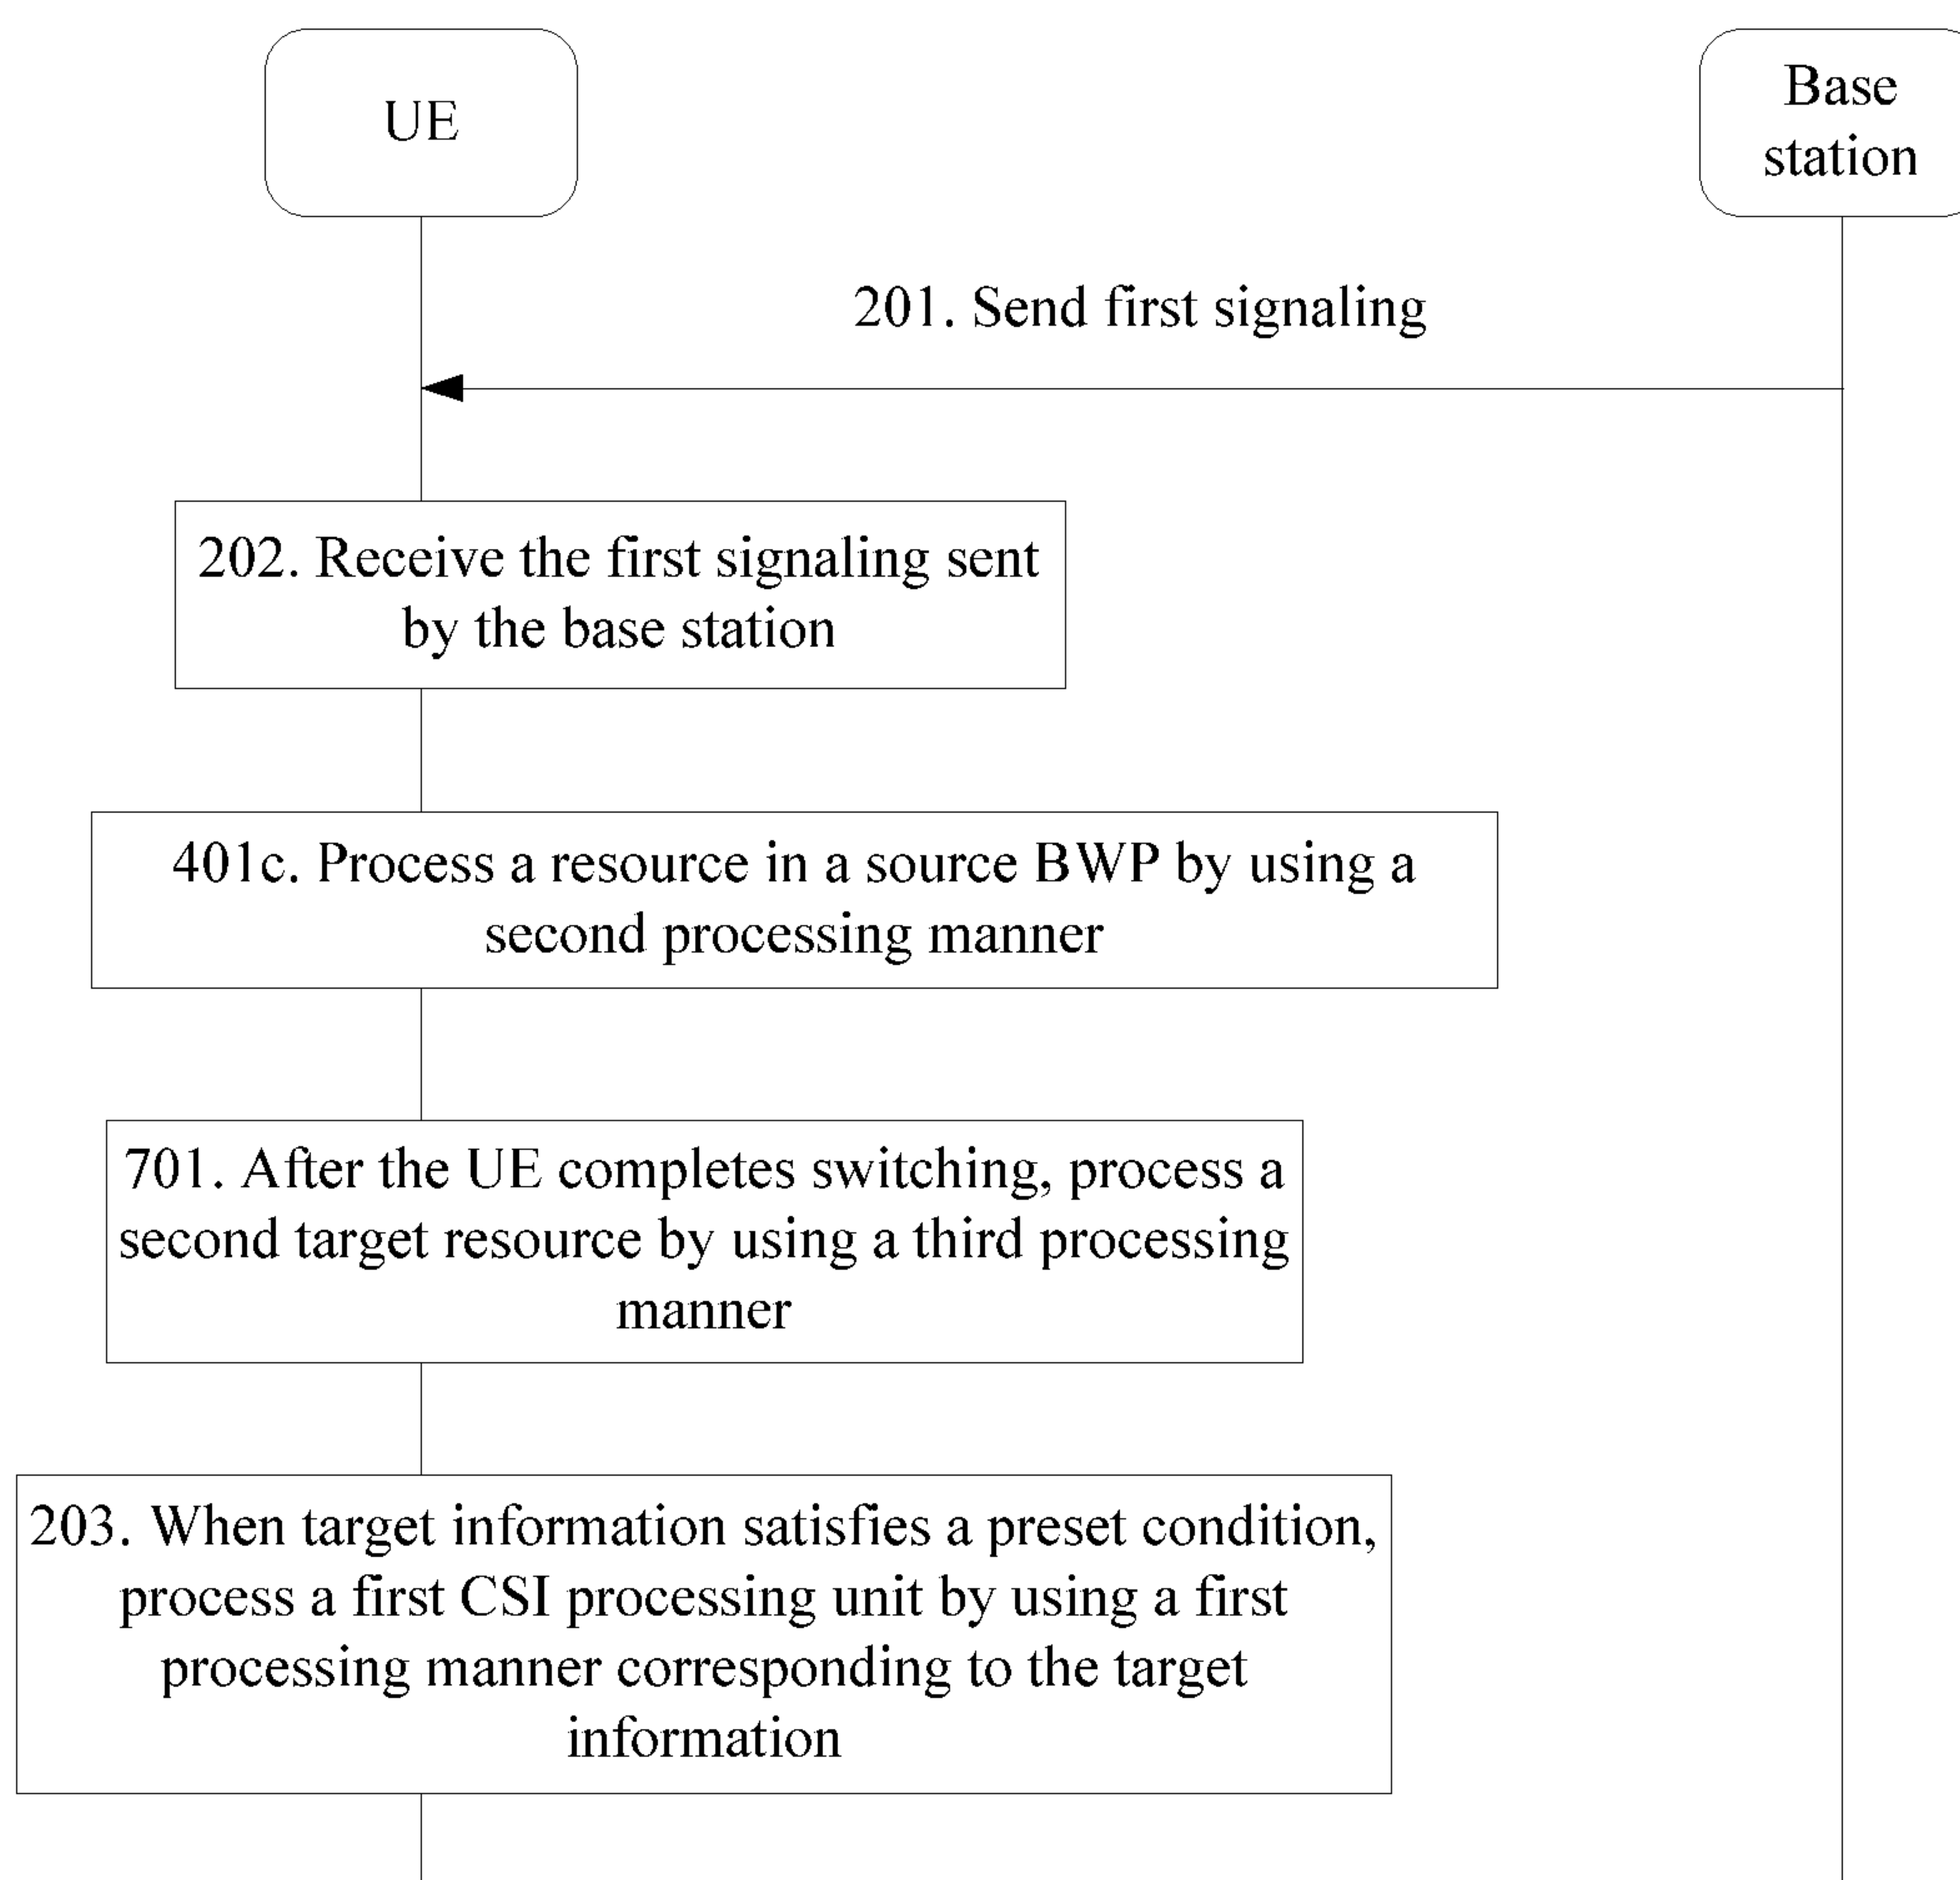 UE
Base
station
201. Send first signaling
202. Receive the first signaling sent
by the base station
401c. Process a resource in a source BWP by using a
second processing manner
701. After the UE completes switching, process a
second target resource by using a third processing
manner
203. When target information satisfies a preset condition,
process a first CSI processing unit by using a first
processing manner corresponding to the target
information